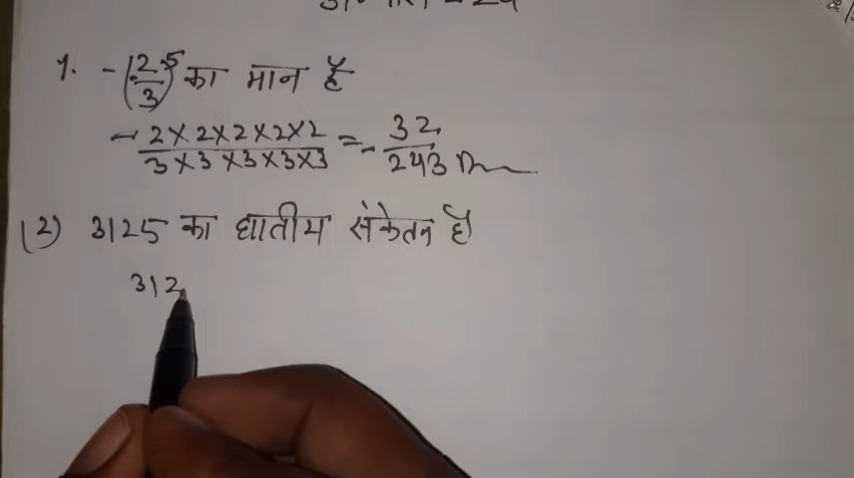 1. -(2/3)^5 का मान है
- 2×2×2×2×2 / 3×3×3×3×3 = - 32/243
(2) 3125 का घातीय संकेतन है
312